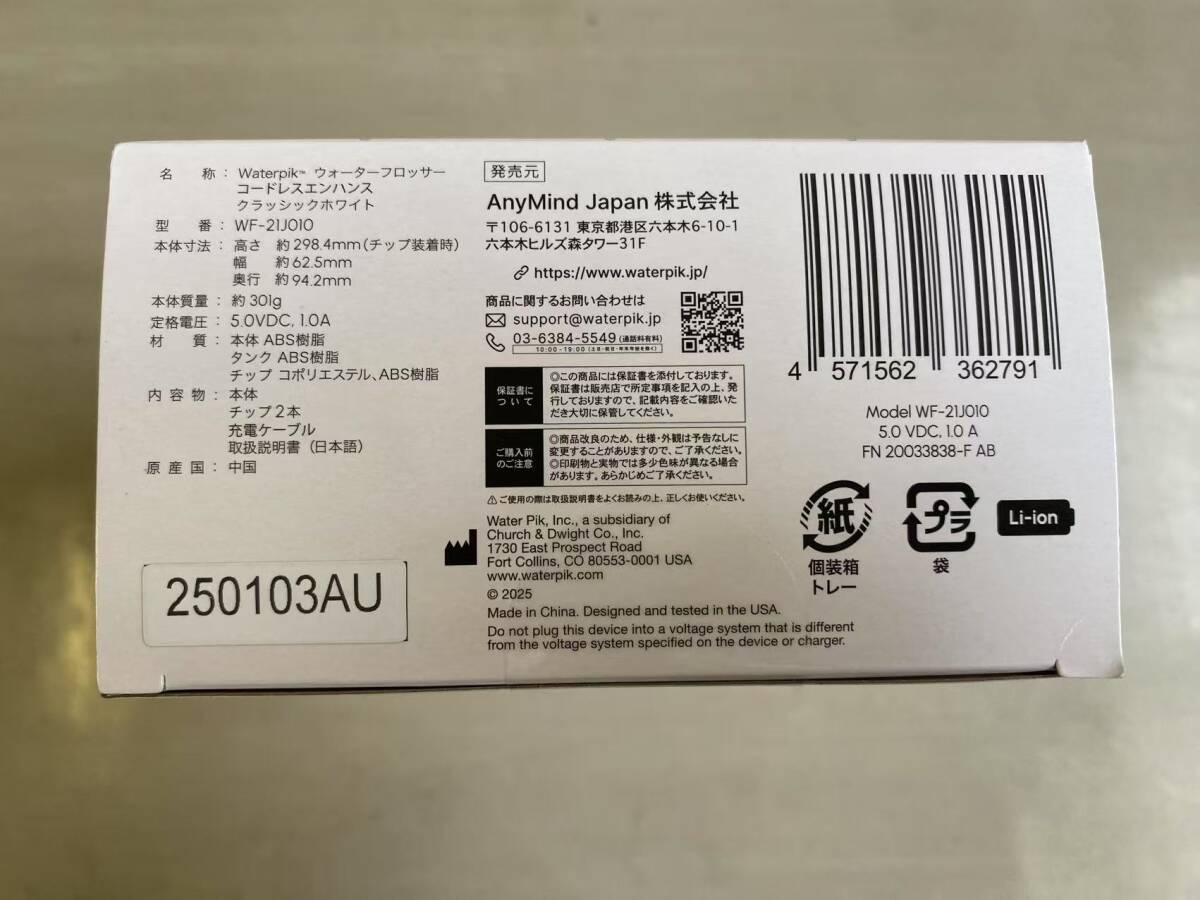 名 称 : Waterpik™ ウォーターフロッサー
コードレスエンハンス
クラッシックホワイト
型 番 : WF-21J010
本体寸法 : 高さ 約298.4mm(チップ装着時)
幅 約62.5mm
奥行 約94.2mm
本体質量 : 約301g
定格電圧 : 5.0VDC, 1.0A
材 質 : 本体 ABS樹脂
タンク ABS樹脂
チップ コポリエステル、ABS樹脂
内容物 : 本体
チップ2本
充電ケーブル
取扱説明書(日本語)
原産国 : 中国
250103AU
発売元
AnyMind Japan 株式会社
〒106-6131 東京都港区六本木6-10-1
六本木ヒルズ森タワー31F
https://www.waterpik.jp/
商品に関するお問い合わせは
support@waterpik.jp
03-6384-5549 (通話料有料)
10:00-19:00 (土日・祝日・年末年始を除く)
保証書に
ついて
◎この商品には保証書を添付しております。
保証書は販売店で所定事項を記入の上、発
行しておりますので、記載内容をご確認いた
だき大切に保管してください。
ご購入前
のご注意
◎商品改良のため、仕様・外観は予告なしに
変更することがありますので、ご了承ください。
◎印刷物と実物では多少色味が異なる場合
があります。あらかじめご了承ください。
⚠ご使用の際は取扱説明書をよくお読みの上、正しくお使いください。
Water Pik, Inc., a subsidiary of
Church & Dwight Co., Inc.
1730 East Prospect Road
Fort Collins, CO 80553-0001 USA
www.waterpik.com
© 2025
Made in China. Designed and tested in the USA.
Do not plug this device into a voltage system that is different
from the voltage system specified on the device or charger.
4 571562 362791
Model WF-21J010
5.0 VDC, 1.0 A
FN 20033838-F AB
紙
個装箱
トレー
プラ
袋
Li-ion